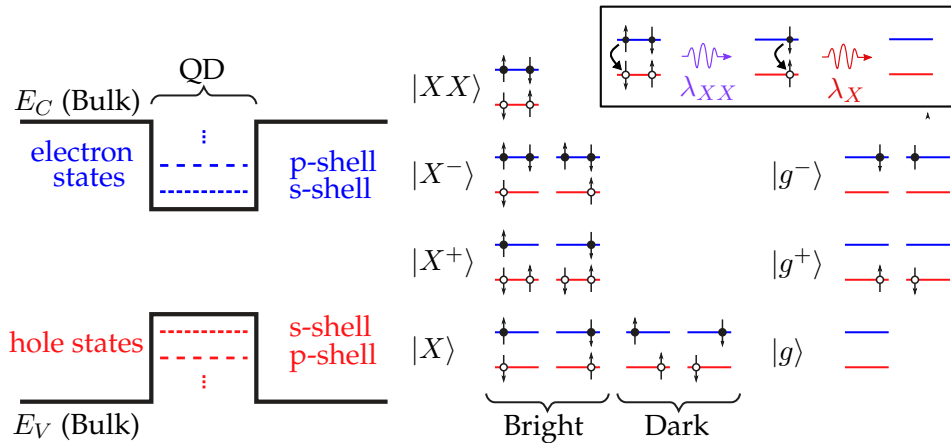 QD
E_C (Bulk)
electron
states
p-shell
s-shell
hole states
s-shell
p-shell
E_V (Bulk)
|XX⟩
|X⁻⟩
|X⁺⟩
|X⟩
Bright
Dark
λ_XX
λ_X
|g⁻⟩
|g⁺⟩
|g⟩